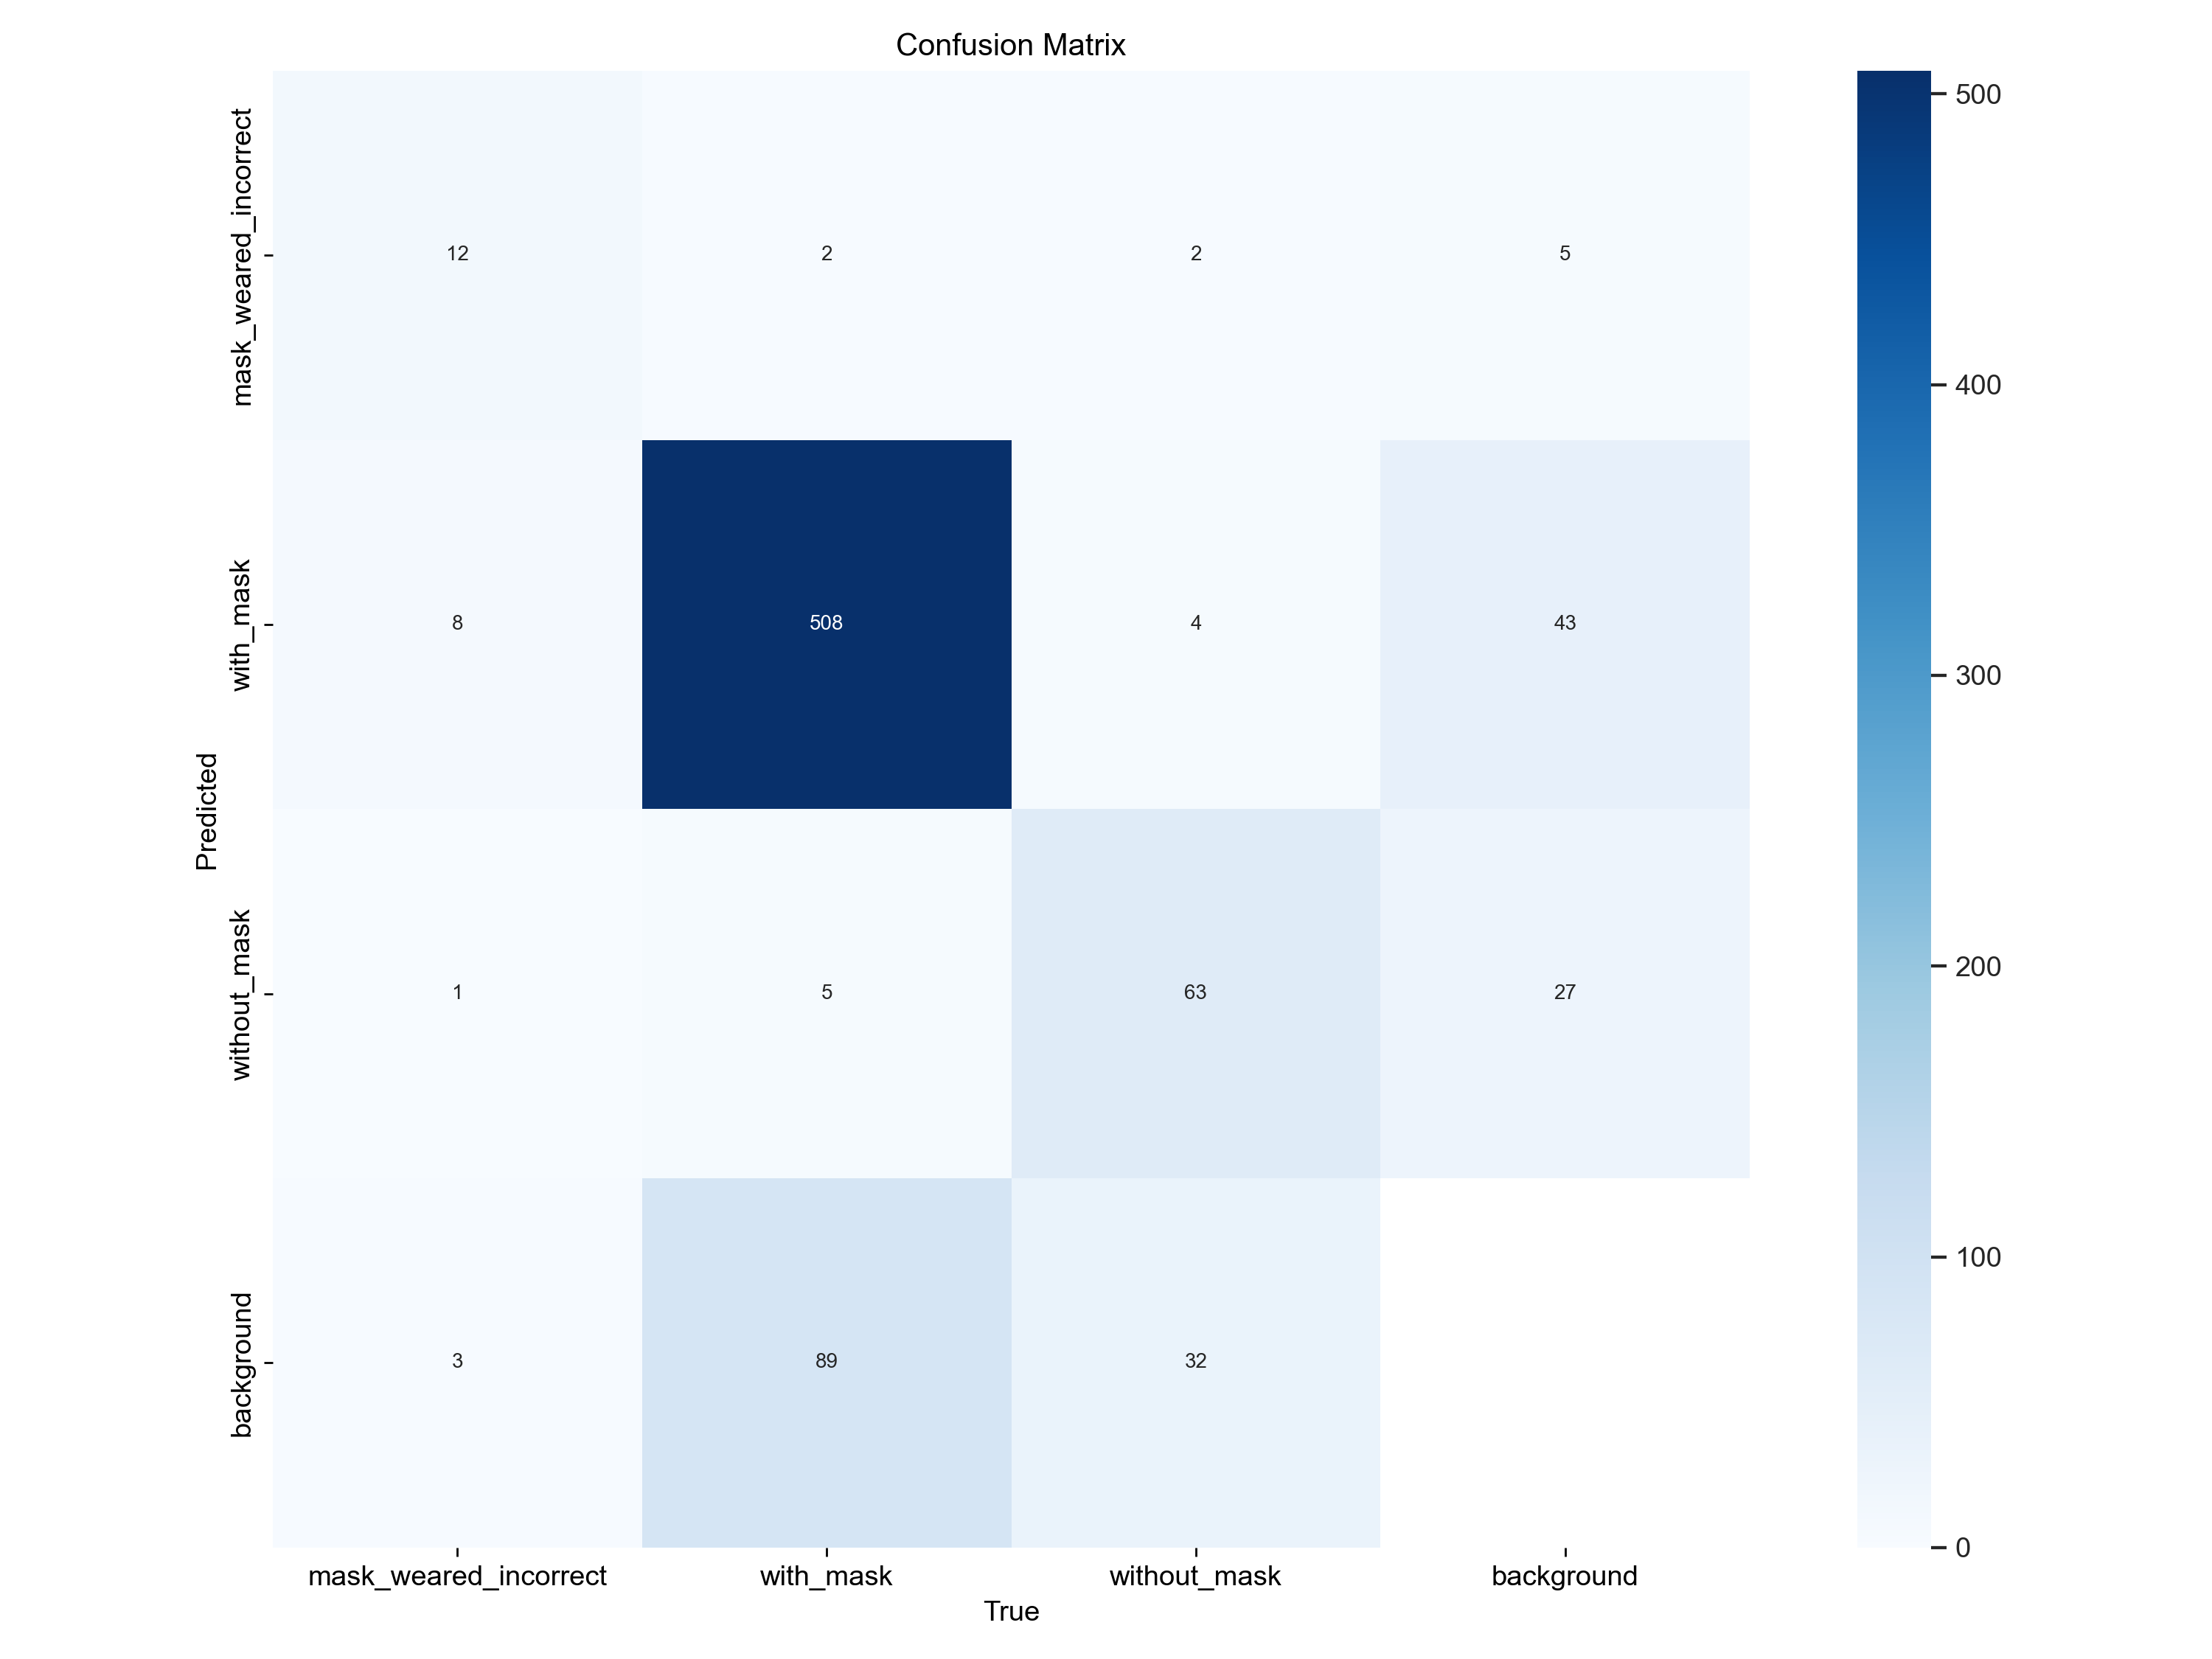 Confusion Matrix
mask_weared_incorrect
12 2 2 5
with_mask
8 508 4 43
without_mask
1 5 63 27
background
3 89 32
Predicted
mask_weared_incorrect with_mask without_mask background
True
500
400
300
200
100
0